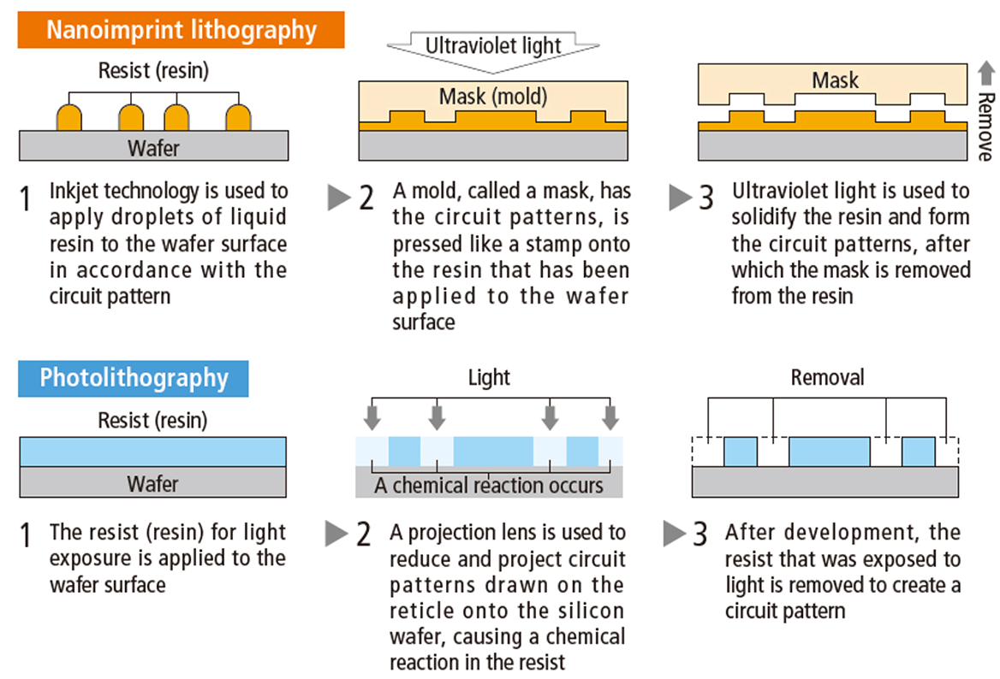 Nanoimprint lithography
Resist (resin)
Wafer
1 Inkjet technology is used to
apply droplets of liquid
resin to the wafer surface
in accordance with the
circuit pattern
Ultraviolet light
Mask (mold)
2 A mold, called a mask, has
the circuit patterns, is
pressed like a stamp onto
the resin that has been
applied to the wafer
surface
Mask
Remove
3 Ultraviolet light is used to
solidify the resin and form
the circuit patterns, after
which the mask is removed
from the resin
Photolithography
Resist (resin)
Wafer
1 The resist (resin) for light
exposure is applied to the
wafer surface
Light
A chemical reaction occurs
2 A projection lens is used to
reduce and project circuit
patterns drawn on the
reticle onto the silicon
wafer, causing a chemical
reaction in the resist
Removal
3 After development, the
resist that was exposed to
light is removed to create a
circuit pattern